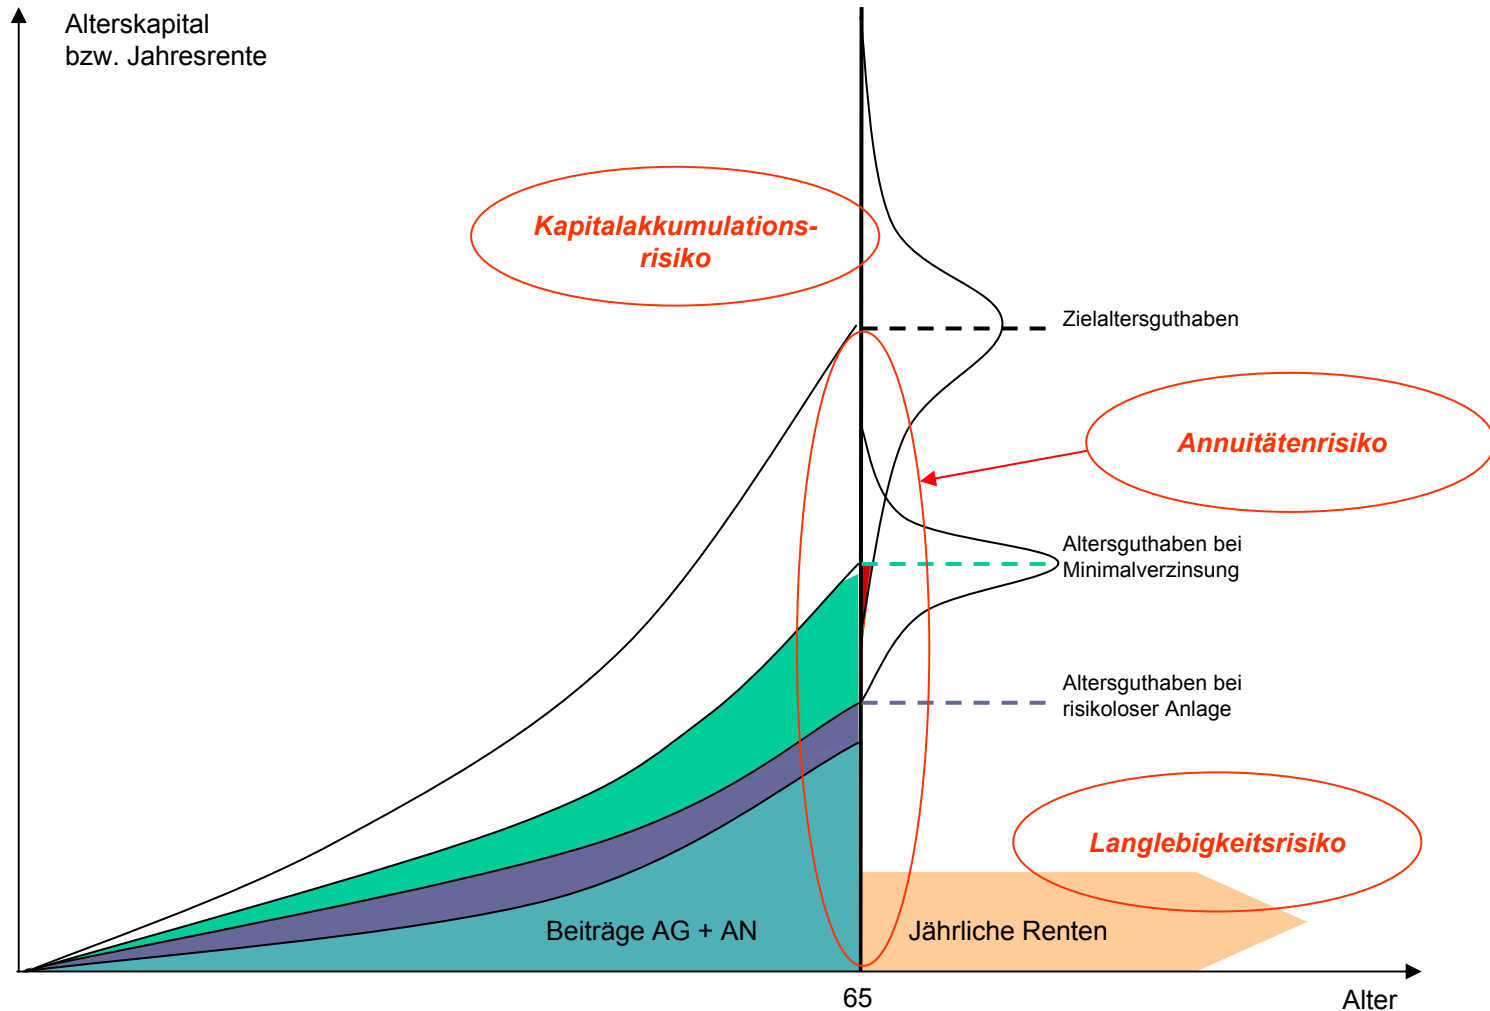 Alterskapital
bzw. Jahresrente
Kapitalakkumulations-
risiko
Zielaltersguthaben
Annuitätenrisiko
Altersguthaben bei
Minimalverzinsung
Altersguthaben bei
risikoloser Anlage
Langlebigkeitsrisiko
Beiträge AG + AN
Jährliche Renten
65
Alter